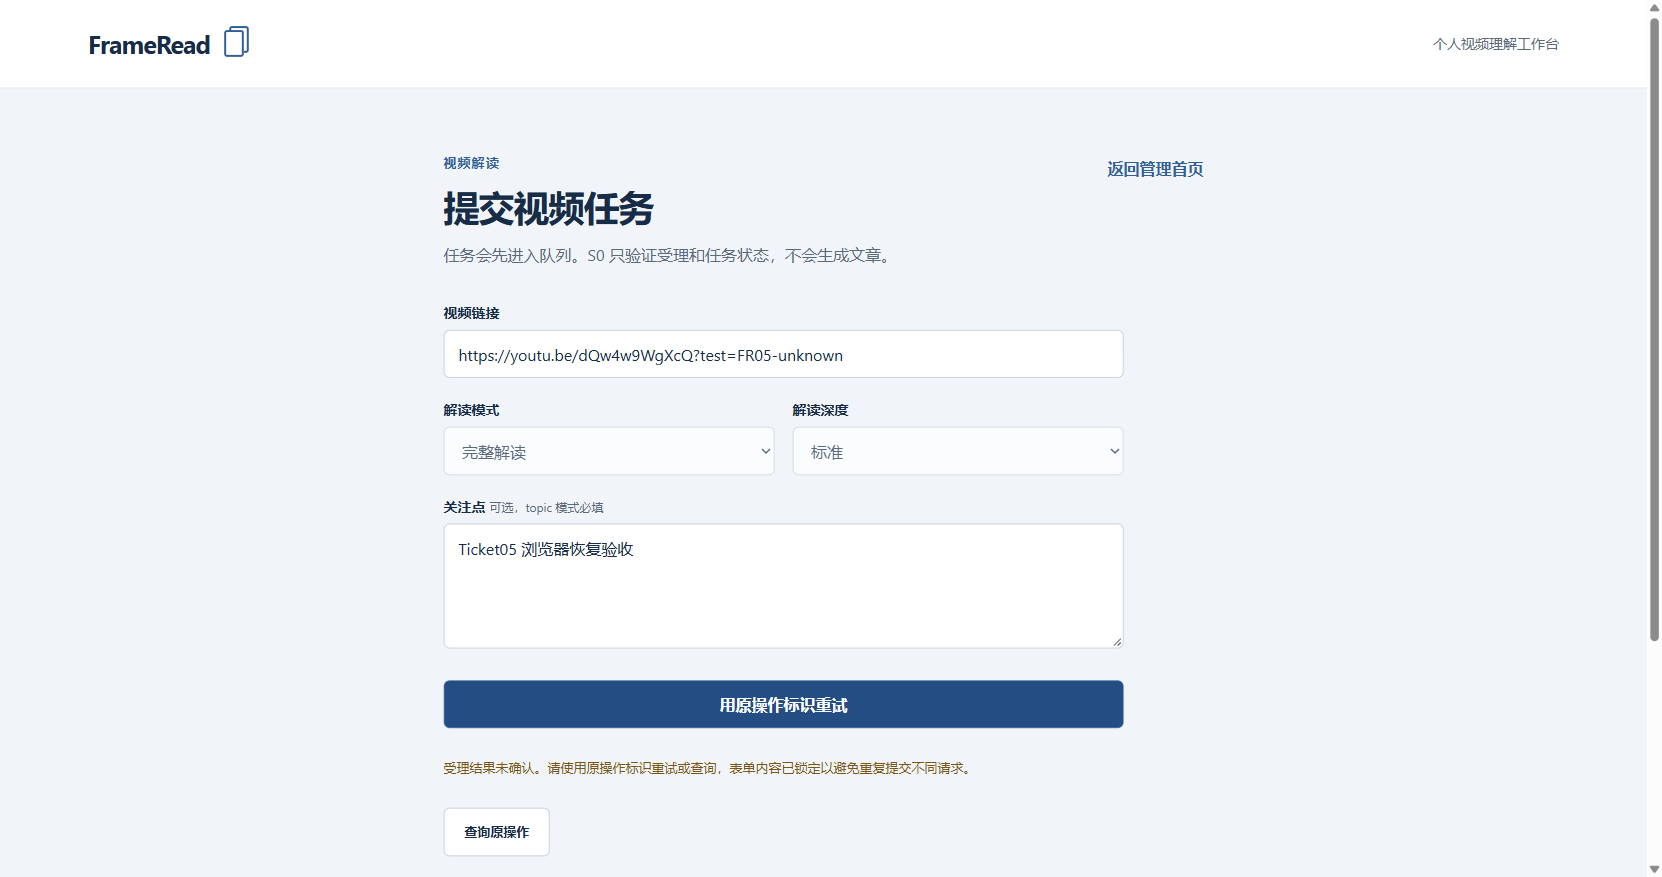 FrameRead
个人视频理解工作台
视频解读
返回管理首页
提交视频任务
任务会先进入队列。S0 只验证受理和任务状态，不会生成文章。
视频链接
https://youtu.be/dQw4w9WgXcQ?test=FR05-unknown
解读模式
解读深度
完整解读
标准
关注点 可选，topic 模式必填
Ticket05 浏览器恢复验收
用原操作标识重试
受理结果未确认。请使用原操作标识重试或查询，表单内容已锁定以避免重复提交不同请求。
查询原操作